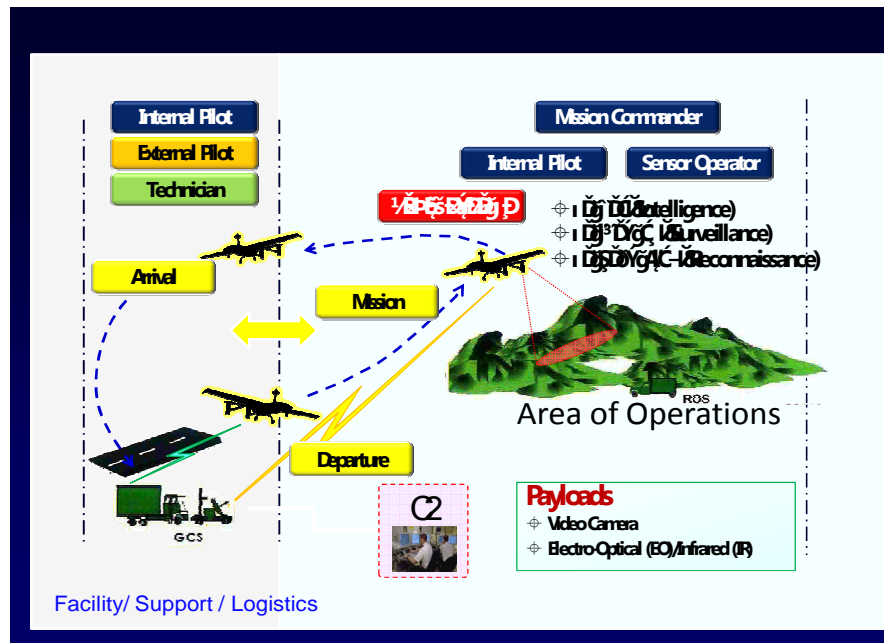 Internal Pilot
External Pilot
Technician
Mission Commander
Internal Pilot
Sensor Operator
Intelligence)
Surveillance)
Reconnaissance)
Arrival
Mission
Departure
ROS
Area of Operations
GCS
C2
Payloads
Video Camera
Electro-Optical (EO)/Infrared (IR)
Facility/ Support / Logistics